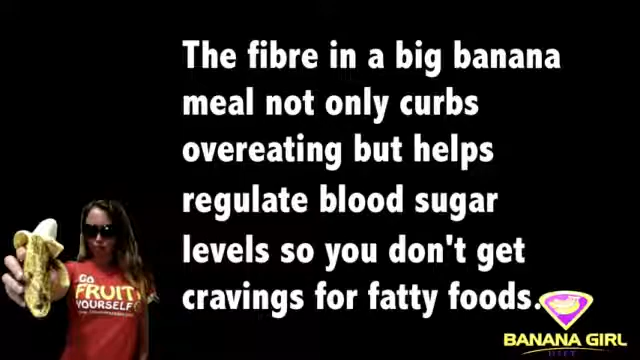 The fibre in a big banana
meal not only curbs
overeating but helps
regulate blood sugar
levels so you don't get
cravings for fatty foods.
GO
FRUIT
YOURSELF!
BANANA GIRL
DIET